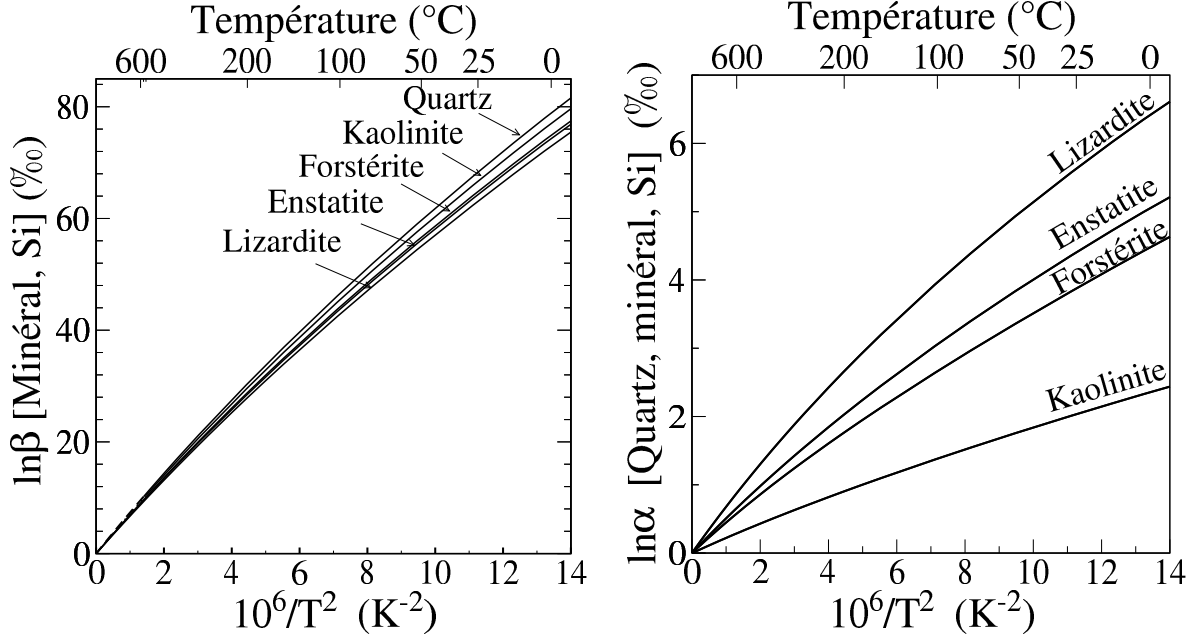 Température (°C)
600 200 100 50 25 0
lnβ [Minéral, Si] (‰)
80
60
40
20
0
Quartz
Kaolinite
Forstérite
Enstatite
Lizardite
0 2 4 6 8 10 12 14
10⁶/T² (K⁻²)
Température (°C)
600 200 100 50 25 0
lnα [Quartz, minéral, Si] (‰)
6
4
2
0
Lizardite
Enstatite
Forstérite
Kaolinite
0 2 4 6 8 10 12 14
10⁶/T² (K⁻²)